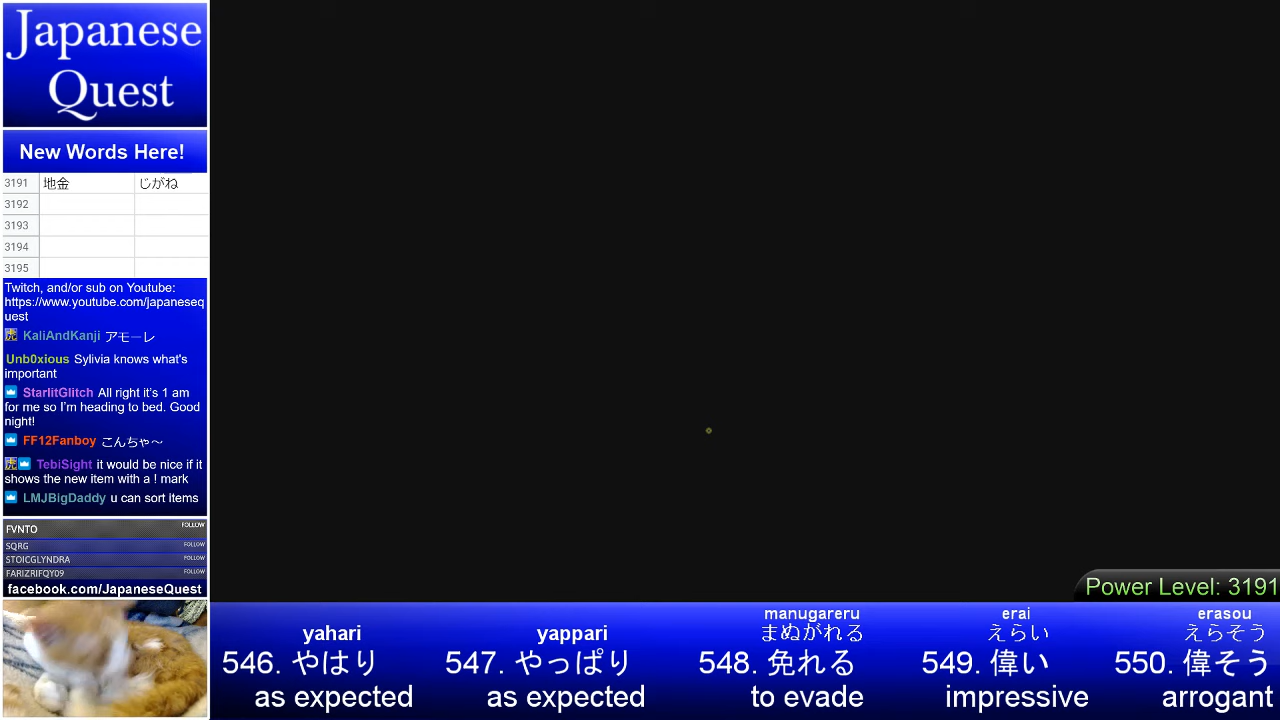 Japanese
Quest
New Words Here!
3191 地金 じがね
3192
3193
3194
3195
Twitch, and/or sub on Youtube:
https://www.youtube.com/japaneseq
uest
虎 KaliAndKanji アモーレ
Unb0xious Sylivia knows what's
important
StarlitGlitch All right it's 1 am
for me so I'm heading to bed. Good
night!
FF12Fanboy こんちゃ～
虎 TebiSight it would be nice if it
shows the new item with a ! mark
LMJBigDaddy u can sort items
FVNTO FOLLOW
SQRG FOLLOW
STOICGLYNDRA FOLLOW
FARIZRIFQY09 FOLLOW
facebook.com/JapaneseQuest
Power Level: 3191
yahari
546. やはり
as expected
yappari
547. やっぱり
as expected
manugareru
まぬがれる
548. 免れる
to evade
erai
えらい
549. 偉い
impressive
erasou
えらそう
550. 偉そう
arrogant